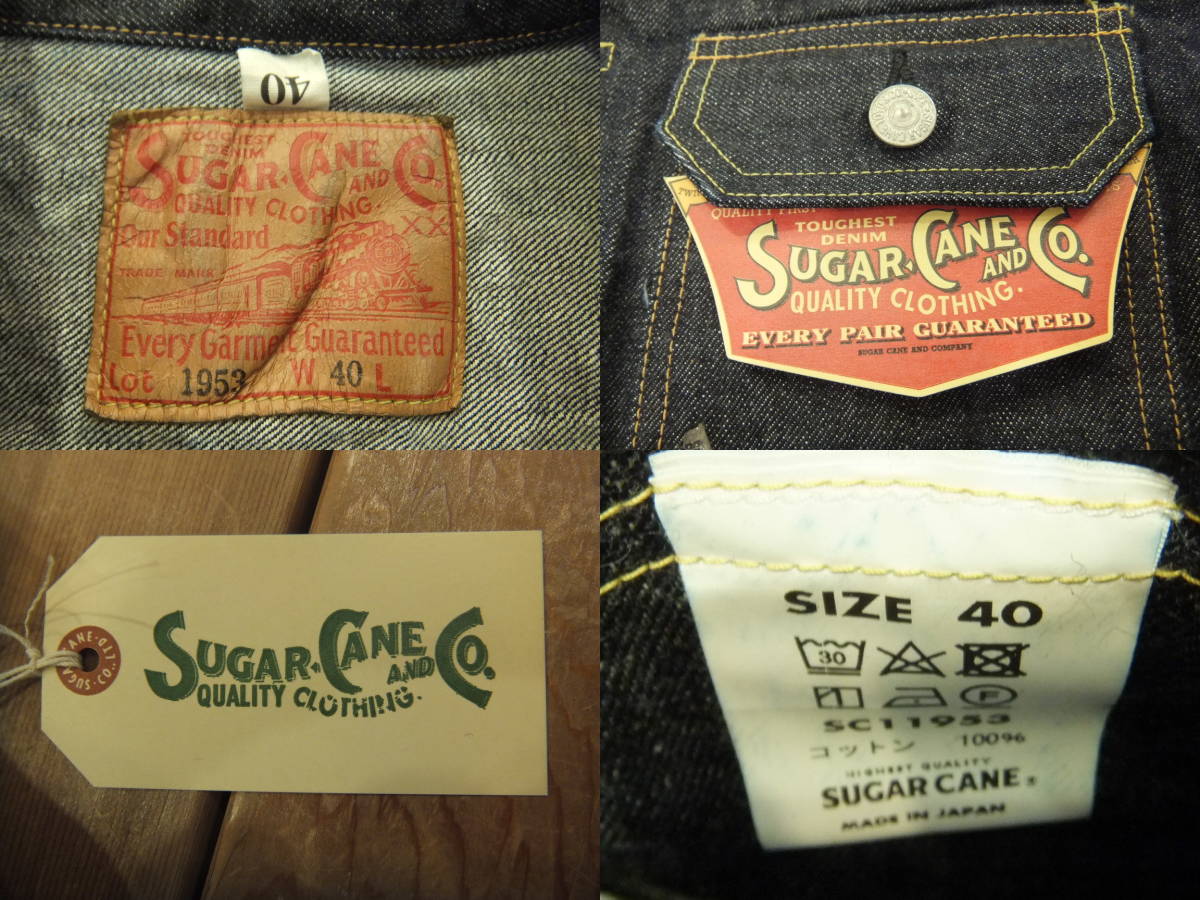 40
TOUGHEST
DENIM
SUGAR CANE AND Co.
QUALITY CLOTHING.
XX
Our Standard
TRADE MARK
Every Garment Guaranteed
Lot 1953 W 40 L
QUALITY FIRST
TOUGHEST
DENIM
SUGAR CANE AND Co.
QUALITY CLOTHING.
EVERY PAIR GUARANTEED
SUGAR CANE AND COMPANY
SUGAR CANE AND Co.
QUALITY CLOTHING.
SIZE 40
30
F
SC11953
コットン 100%
HIGHEST QUALITY
SUGAR CANE ®
MADE IN JAPAN